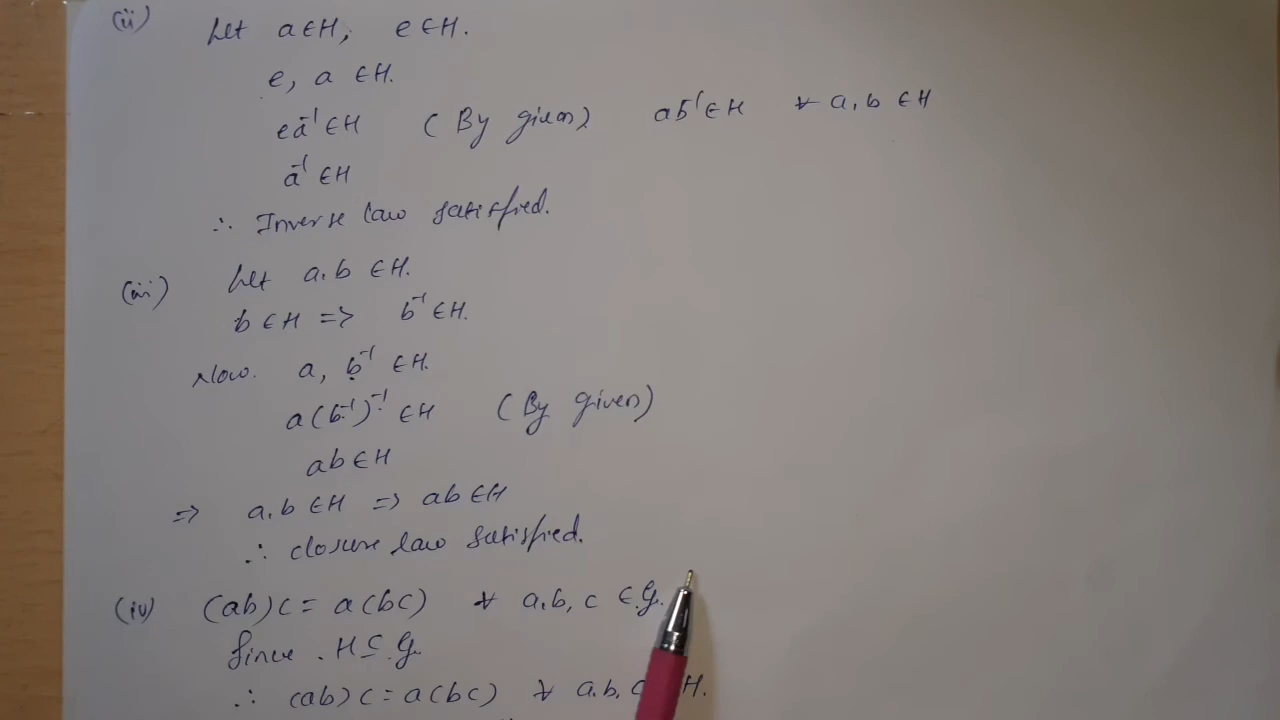 (ii) Let a ∈ H, e ∈ H.
e, a ∈ H.
ea⁻¹ ∈ H (By given) ab⁻¹ ∈ H ∀ a, b ∈ H
a⁻¹ ∈ H
∴ Inverse law satisfied.
(iii) Let a, b ∈ H.
b ∈ H => b⁻¹ ∈ H.
Now. a, b⁻¹ ∈ H.
a(b⁻¹)⁻¹ ∈ H (By given)
ab ∈ H
=> a, b ∈ H => ab ∈ H
∴ closure law satisfied.
(iv) (ab)c = a(bc) ∀ a, b, c ∈ G.
Since H ⊆ G.
∴ (ab)c = a(bc) ∀ a, b, c H.